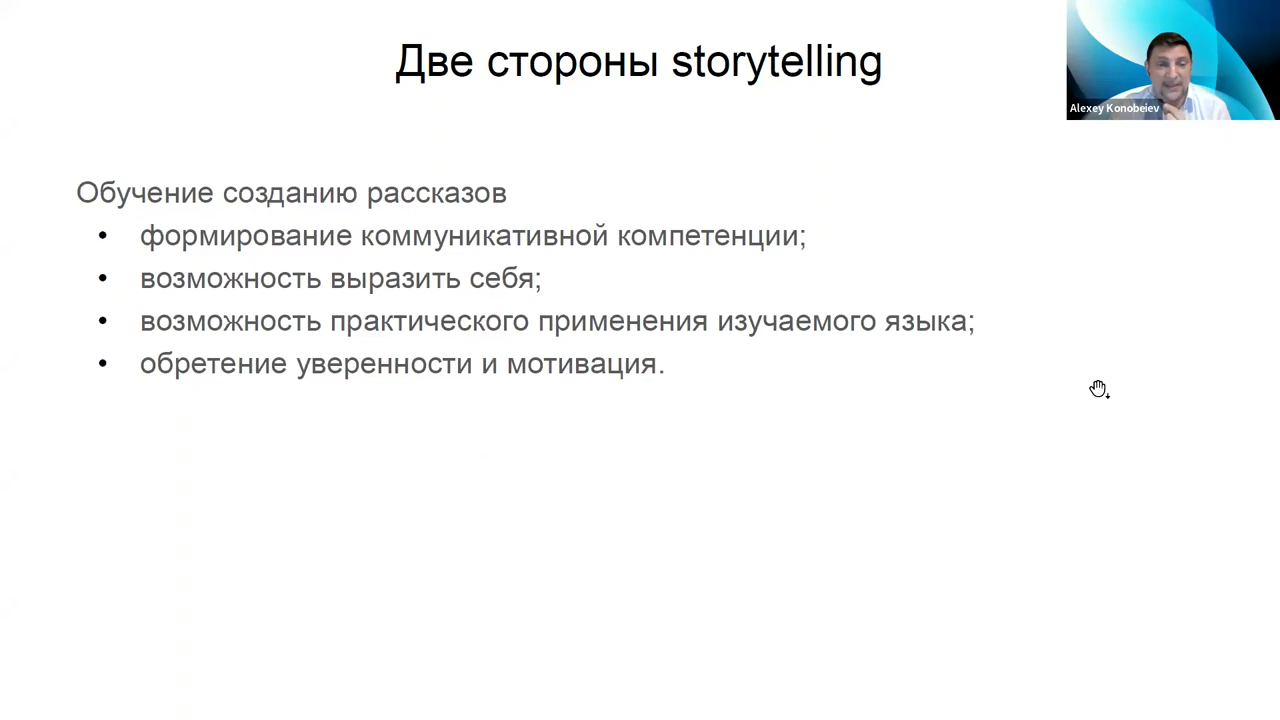 Две стороны storytelling
Alexey Konobeiev
Обучение созданию рассказов
• формирование коммуникативной компетенции;
• возможность выразить себя;
• возможность практического применения изучаемого языка;
• обретение уверенности и мотивация.